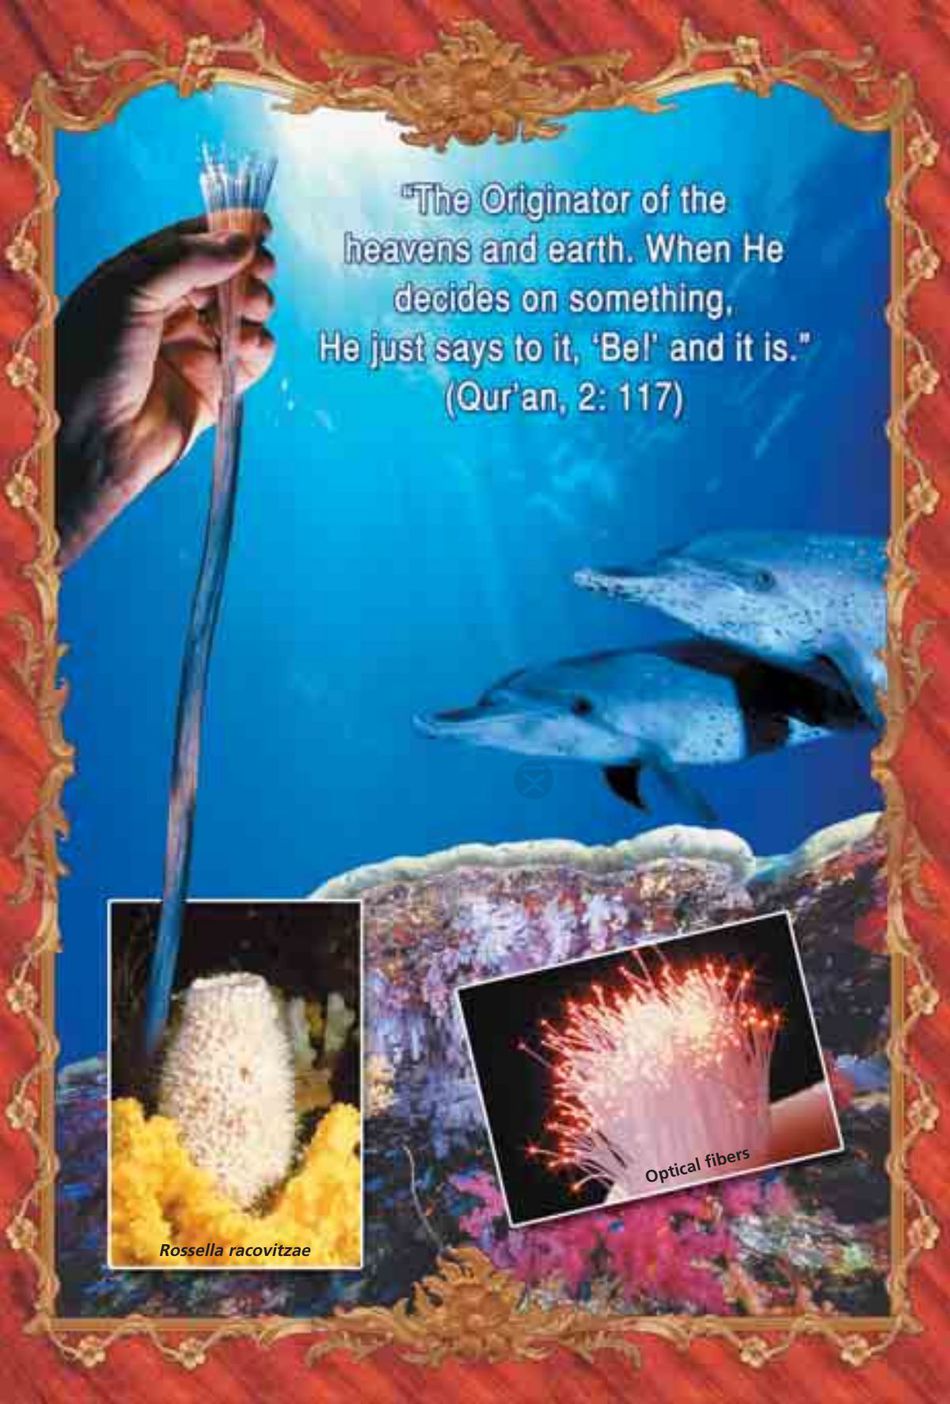 “The Originator of the
heavens and earth. When He
decides on something,
He just says to it, ‘Be!’ and it is.”
(Qur’an, 2: 117)
Optical fibers
Rossella racovitzae